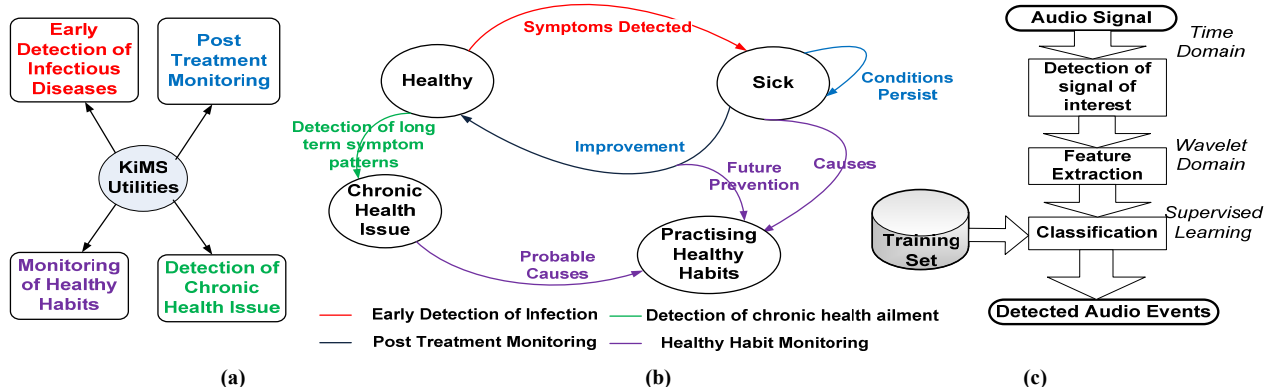 Early
Detection of
Infectious
Diseases
Post
Treatment
Monitoring
KiMS
Utilities
Monitoring
of Healthy
Habits
Detection of
Chronic
Health Issue
(a)
Symptoms Detected
Healthy
Sick
Conditions
Persist
Detection of long
term symptom
patterns
Improvement
Future
Prevention
Causes
Chronic
Health
Issue
Practising
Healthy
Habits
Probable
Causes
Early Detection of Infection
Detection of chronic health ailment
Post Treatment Monitoring
Healthy Habit Monitoring
(b)
Audio Signal
Time
Domain
Detection of
signal of
interest
Wavelet
Domain
Feature
Extraction
Supervised
Learning
Training
Set
Classification
Detected Audio Events
(c)